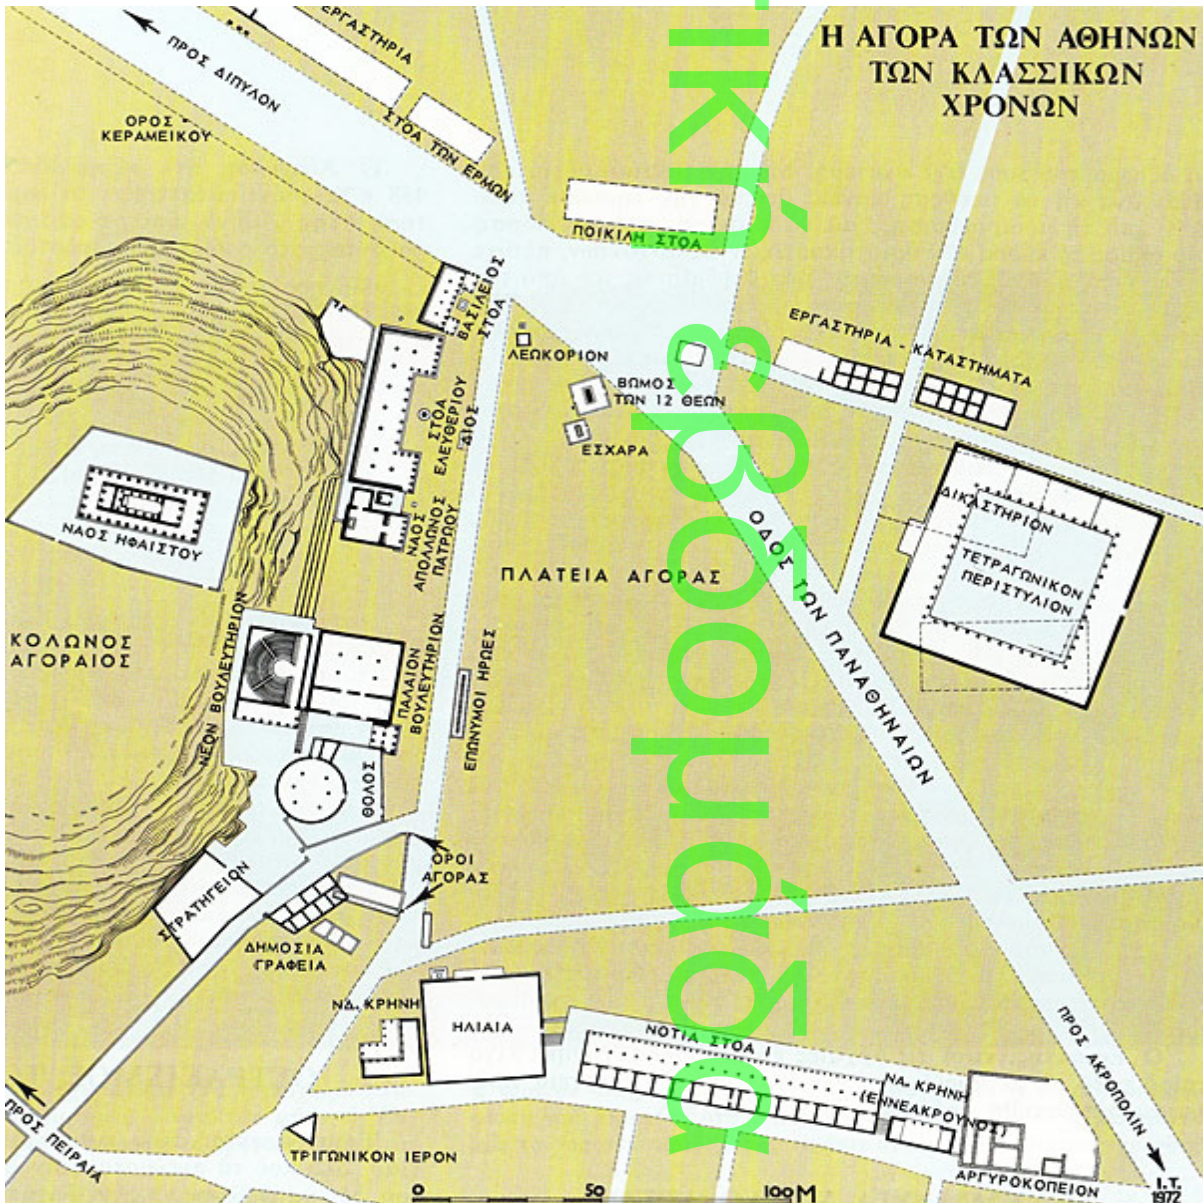 Η ΑΓΟΡΑ ΤΩΝ ΑΘΗΝΩΝ
ΤΩΝ ΚΛΑΣΣΙΚΩΝ
ΧΡΟΝΩΝ
ΕΡΓΑΣΤΗΡΙΑ
ΠΡΟΣ ΔΙΠΥΛΟΝ
ΟΡΟΣ
ΚΕΡΑΜΕΙΚΟΥ
ΣΤΟΑ ΤΩΝ ΕΡΜΩΝ
ΠΟΙΚΙΛΗ ΣΤΟΑ
ΒΑΣΙΛΕΙΟΣ
ΣΤΟΑ
ΛΕΩΚΟΡΙΟΝ
ΕΡΓΑΣΤΗΡΙΑ - ΚΑΤΑΣΤΗΜΑΤΑ
ΒΩΜΟΣ
ΤΩΝ 12 ΘΕΩΝ
ΕΣΧΑΡΑ
ΣΤΟΑ
ΕΛΕΥΘΕΡΙΟΥ
ΔΙΟΣ
ΝΑΟΣ ΗΦΑΙΣΤΟΥ
ΝΑΟΣ
ΑΠΟΛΛΩΝΟΣ
ΠΑΤΡΩΟΥ
ΔΙΚΑΣΤΗΡΙΟΝ
ΤΕΤΡΑΓΩΝΙΚΟΝ
ΠΕΡΙΣΤΥΛΙΟΝ
ΠΛΑΤΕΙΑ ΑΓΟΡΑΣ
ΟΔΟΣ ΤΩΝ ΠΑΝΑΘΗΝΑΙΩΝ
ΚΟΛΩΝΟΣ
ΑΓΟΡΑΙΟΣ
ΝΕΟΝ ΒΟΥΛΕΥΤΗΡΙΟΝ
ΠΑΛΑΙΟΝ
ΒΟΥΛΕΥΤΗΡΙΟΝ
ΕΠΩΝΥΜΟΙ ΗΡΩΕΣ
ΘΟΛΟΣ
ΟΡΟΙ
ΑΓΟΡΑΣ
ΣΤΡΑΤΗΓΕΙΟΝ
ΔΗΜΟΣΙΑ
ΓΡΑΦΕΙΑ
ΝΔ. ΚΡΗΝΗ
ΗΛΙΑΙΑ
ΝΟΤΙΑ ΣΤΟΑ Ι
ΝΑ. ΚΡΗΝΗ
(ΕΝΝΕΑΚΡΟΥΝΟΣ)
ΠΡΟΣ ΑΚΡΟΠΟΛΙΝ
ΠΡΟΣ ΠΕΙΡΑΙΑ
ΤΡΙΓΩΝΙΚΟΝ ΙΕΡΟΝ
ΑΡΓΥΡΟΚΟΠΕΙΟΝ
0 50 100 Μ
Ι.Τ.
1972
εβδομάδα